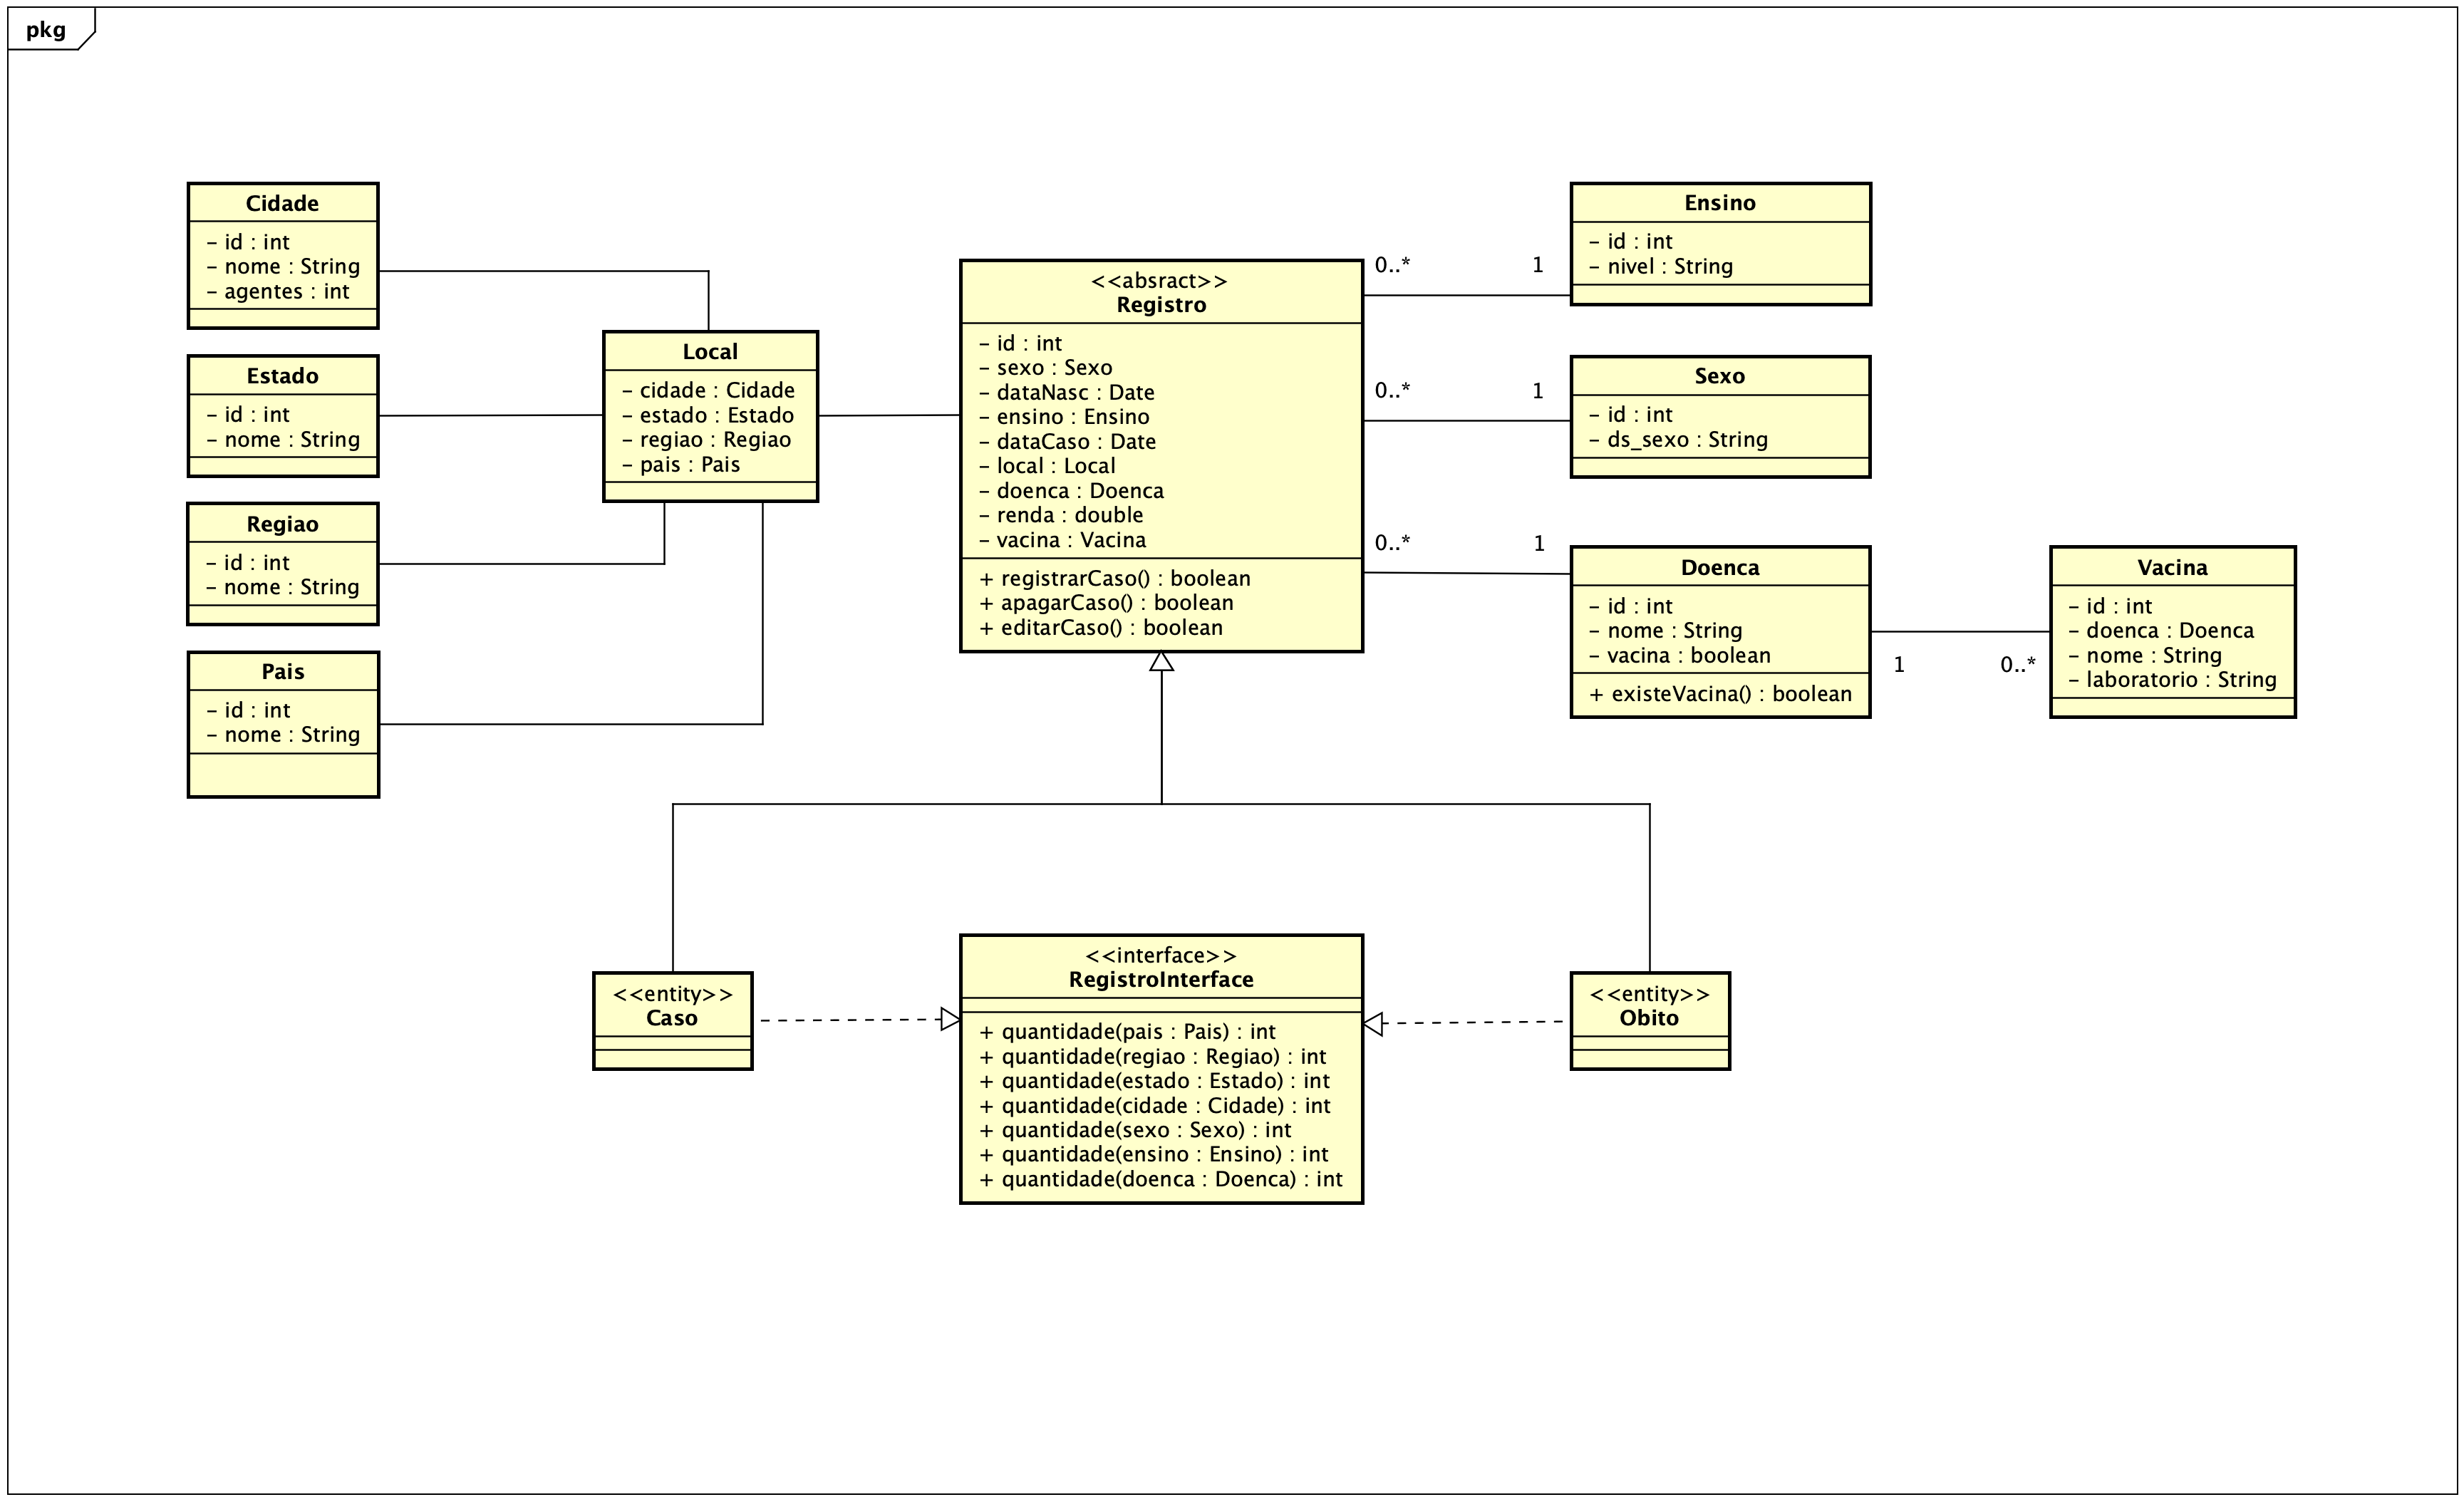 pkg
Cidade
- id : int
- nome : String
- agentes : int
Estado
- id : int
- nome : String
Regiao
- id : int
- nome : String
Pais
- id : int
- nome : String
Local
- cidade : Cidade
- estado : Estado
- regiao : Regiao
- pais : Pais
<<absract>>
Registro
- id : int
- sexo : Sexo
- dataNasc : Date
- ensino : Ensino
- dataCaso : Date
- local : Local
- doenca : Doenca
- renda : double
- vacina : Vacina
+ registrarCaso() : boolean
+ apagarCaso() : boolean
+ editarCaso() : boolean
0..* 1
0..* 1
0..* 1
Ensino
- id : int
- nivel : String
Sexo
- id : int
- ds_sexo : String
Doenca
- id : int
- nome : String
- vacina : boolean
+ existeVacina() : boolean
1 0..*
Vacina
- id : int
- doenca : Doenca
- nome : String
- laboratorio : String
<<entity>>
Caso
<<interface>>
RegistroInterface
+ quantidade(pais : Pais) : int
+ quantidade(regiao : Regiao) : int
+ quantidade(estado : Estado) : int
+ quantidade(cidade : Cidade) : int
+ quantidade(sexo : Sexo) : int
+ quantidade(ensino : Ensino) : int
+ quantidade(doenca : Doenca) : int
<<entity>>
Obito